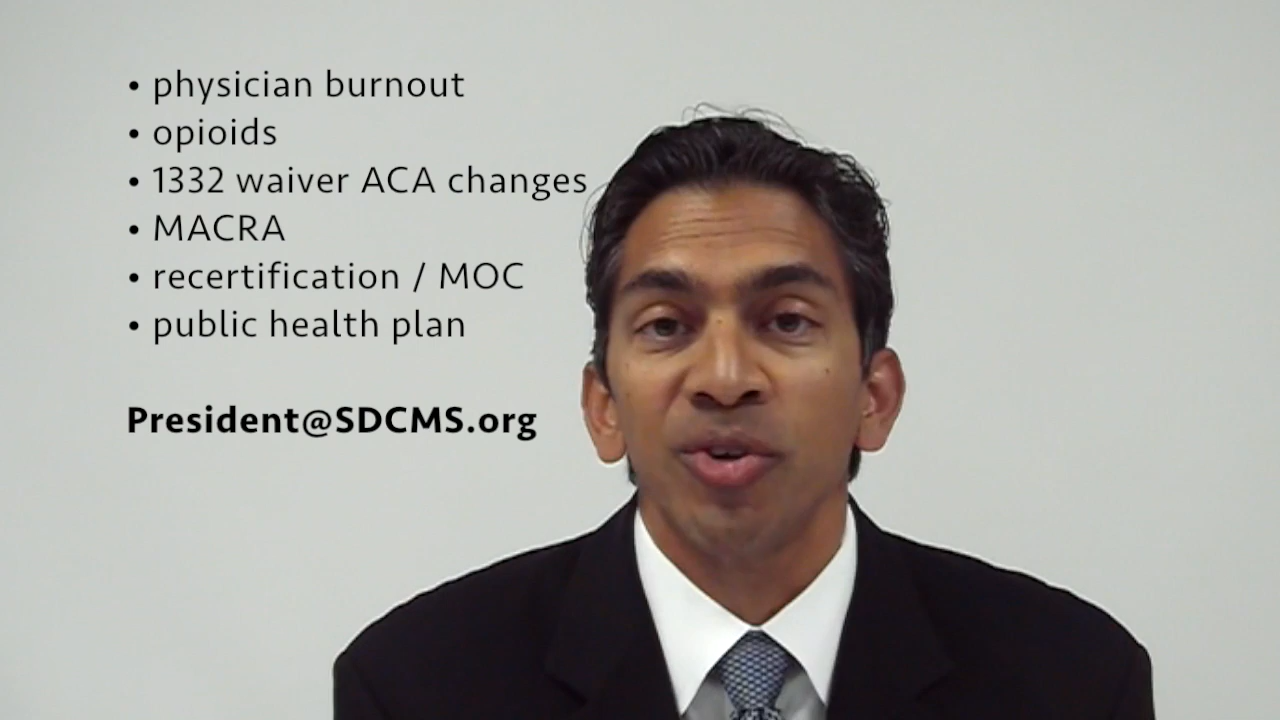 • physician burnout
• opioids
• 1332 waiver ACA changes
• MACRA
• recertification / MOC
• public health plan
President@SDCMS.org